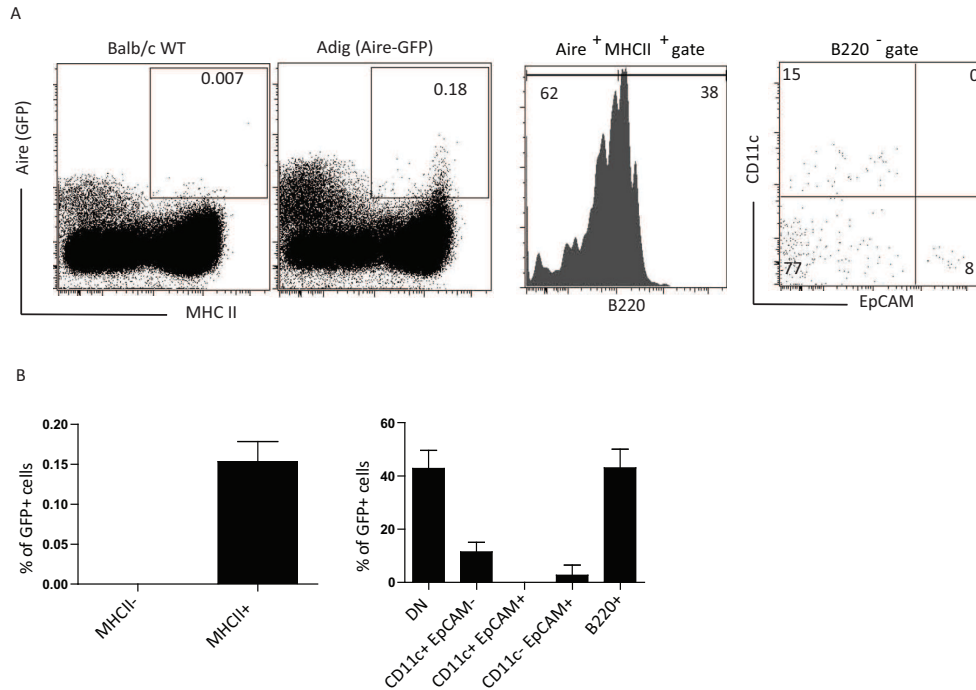 A
Balb/c WT
Adig (Aire-GFP)
Aire + MHCII + gate
B220 - gate
0.007
0.18
62
38
15
0
77
8
Aire (GFP)
MHC II
B220
CD11c
EpCAM
B
% of GFP+ cells
0.20
0.15
0.10
0.05
0.00
MHCII-
MHCII+
% of GFP+ cells
60
40
20
0
DN
CD11c+ EpCAM-
CD11c+ EpCAM+
CD11c- EpCAM+
B220+